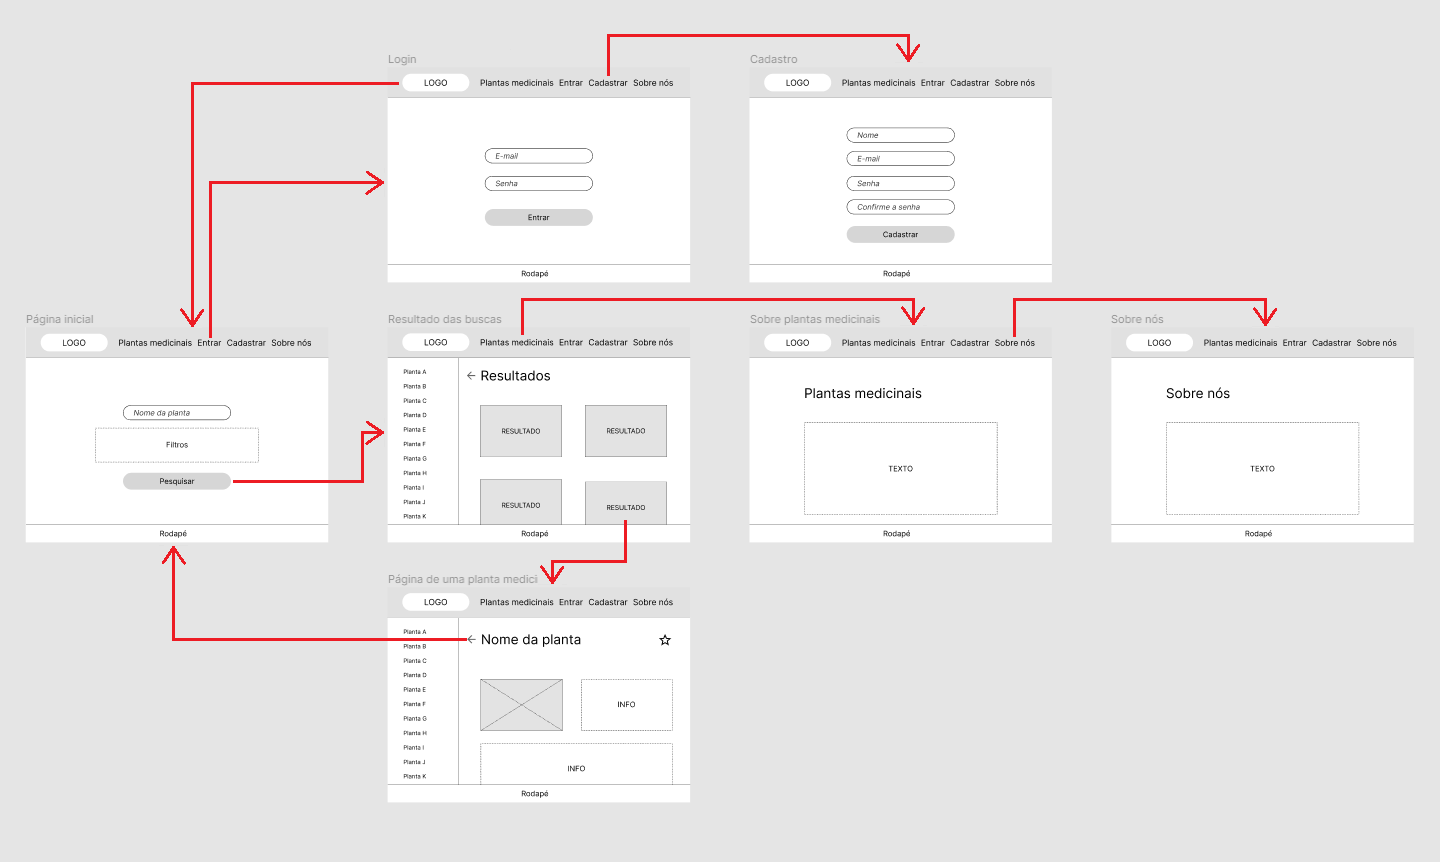 Login
LOGO Plantas medicinais Entrar Cadastrar Sobre nós
E-mail
Senha
Entrar
Rodapé
Cadastro
LOGO Plantas medicinais Entrar Cadastrar Sobre nós
Nome
E-mail
Senha
Confirme a senha
Cadastrar
Rodapé
Página inicial
LOGO Plantas medicinais Entrar Cadastrar Sobre nós
Nome da planta
Filtros
Pesquisar
Rodapé
Resultado das buscas
LOGO Plantas medicinais Entrar Cadastrar Sobre nós
Planta A
Planta B
Planta C
Planta D
Planta E
Planta F
Planta G
Planta H
Planta I
Planta J
Planta K
Resultados
RESULTADO RESULTADO
RESULTADO RESULTADO
Rodapé
Sobre plantas medicinais
LOGO Plantas medicinais Entrar Cadastrar Sobre nós
Plantas medicinais
TEXTO
Rodapé
Sobre nós
LOGO Plantas medicinais Entrar Cadastrar Sobre nós
Sobre nós
TEXTO
Rodapé
Página de uma planta medici
LOGO Plantas medicinais Entrar Cadastrar Sobre nós
Planta A
Planta B
Planta C
Planta D
Planta E
Planta F
Planta G
Planta H
Planta I
Planta J
Planta K
Nome da planta
INFO
INFO
Rodapé